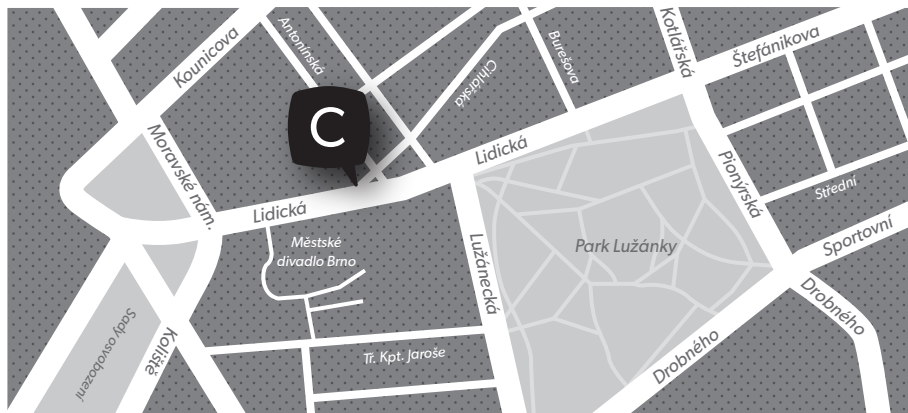 Kounicova
Antonínská
Cihlářská
Burešova
Kotlářská
Štefánikova
C
Moravské nám.
Lidická
Lidická
Pionýrská
Střední
Městské
divadlo Brno
Lužánecká
Park Lužánky
Sportovní
Drobného
Drobného
Sady osvobození
Koliště
Tř. Kpt. Jaroše